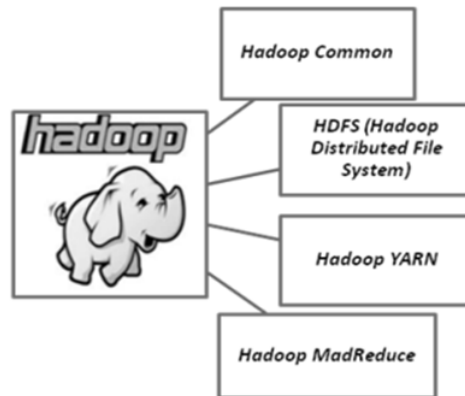 hadoop
Hadoop Common
HDFS (Hadoop
Distributed File
System)
Hadoop YARN
Hadoop MadReduce